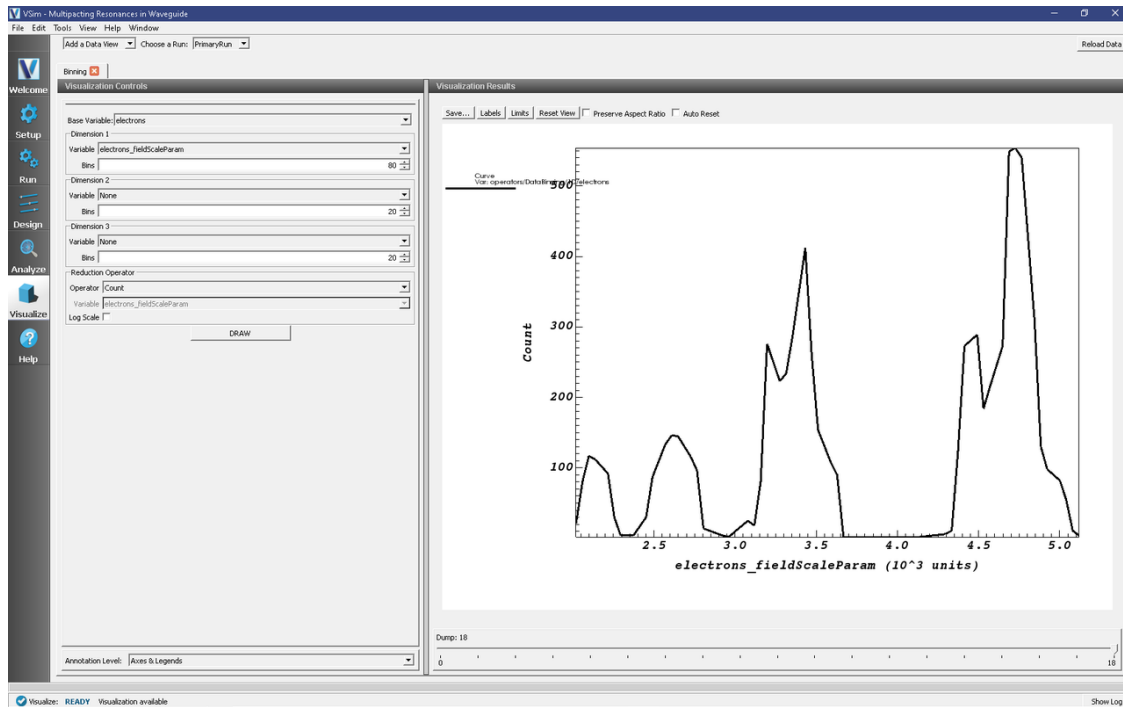 VSim - Multipacting Resonances in Waveguide
File Edit Tools View Help Window
Add a Data View Choose a Run: PrimaryRun Reload Data
Welcome
Setup
Run
Design
Analyze
Visualize
Help
Binning
Visualization Controls
Base Variable: electrons
Dimension 1
Variable electrons_fieldScaleParam
Bins 80
Dimension 2
Variable None
Bins 20
Dimension 3
Variable None
Bins 20
Reduction Operator
Operator Count
Variable electrons_fieldScaleParam
Log Scale
DRAW
Annotation Level: Axes & Legends
Visualization Results
Save... Labels Limits Reset View Preserve Aspect Ratio Auto Reset
Curve
Var: electrons
500
400
300
200
100
Count
2.5 3.0 3.5 4.0 4.5 5.0
electrons_fieldScaleParam (10^3 units)
Dump: 18
0 18
Visualize: READY Visualization available Show Log